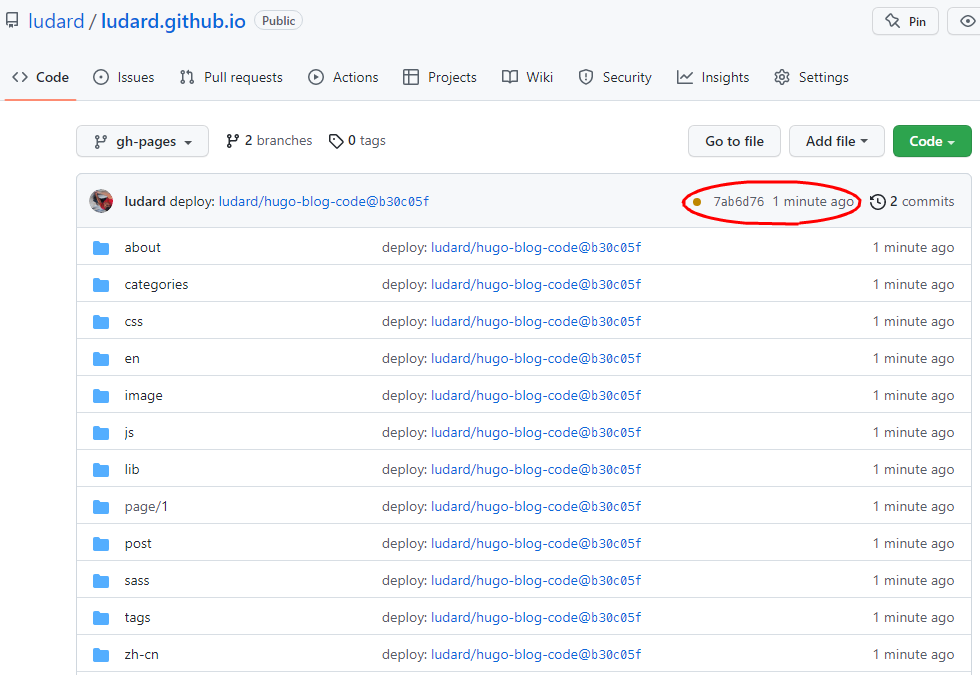 ludard / ludard.github.io Public Pin
Code Issues Pull requests Actions Projects Wiki Security Insights Settings
gh-pages 2 branches 0 tags Go to file Add file Code
ludard deploy: ludard/hugo-blog-code@b30c05f 7ab6d76 1 minute ago 2 commits
about deploy: ludard/hugo-blog-code@b30c05f 1 minute ago
categories deploy: ludard/hugo-blog-code@b30c05f 1 minute ago
css deploy: ludard/hugo-blog-code@b30c05f 1 minute ago
en deploy: ludard/hugo-blog-code@b30c05f 1 minute ago
image deploy: ludard/hugo-blog-code@b30c05f 1 minute ago
js deploy: ludard/hugo-blog-code@b30c05f 1 minute ago
lib deploy: ludard/hugo-blog-code@b30c05f 1 minute ago
page/1 deploy: ludard/hugo-blog-code@b30c05f 1 minute ago
post deploy: ludard/hugo-blog-code@b30c05f 1 minute ago
sass deploy: ludard/hugo-blog-code@b30c05f 1 minute ago
tags deploy: ludard/hugo-blog-code@b30c05f 1 minute ago
zh-cn deploy: ludard/hugo-blog-code@b30c05f 1 minute ago